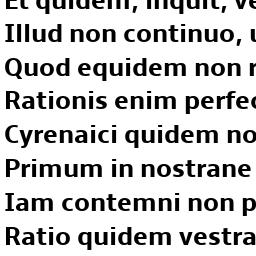 Et quidem, inquit, ve
Illud non continuo, u
Quod equidem non r
Rationis enim perfec
Cyrenaici quidem no
Primum in nostrane
Iam contemni non p
Ratio quidem vestra